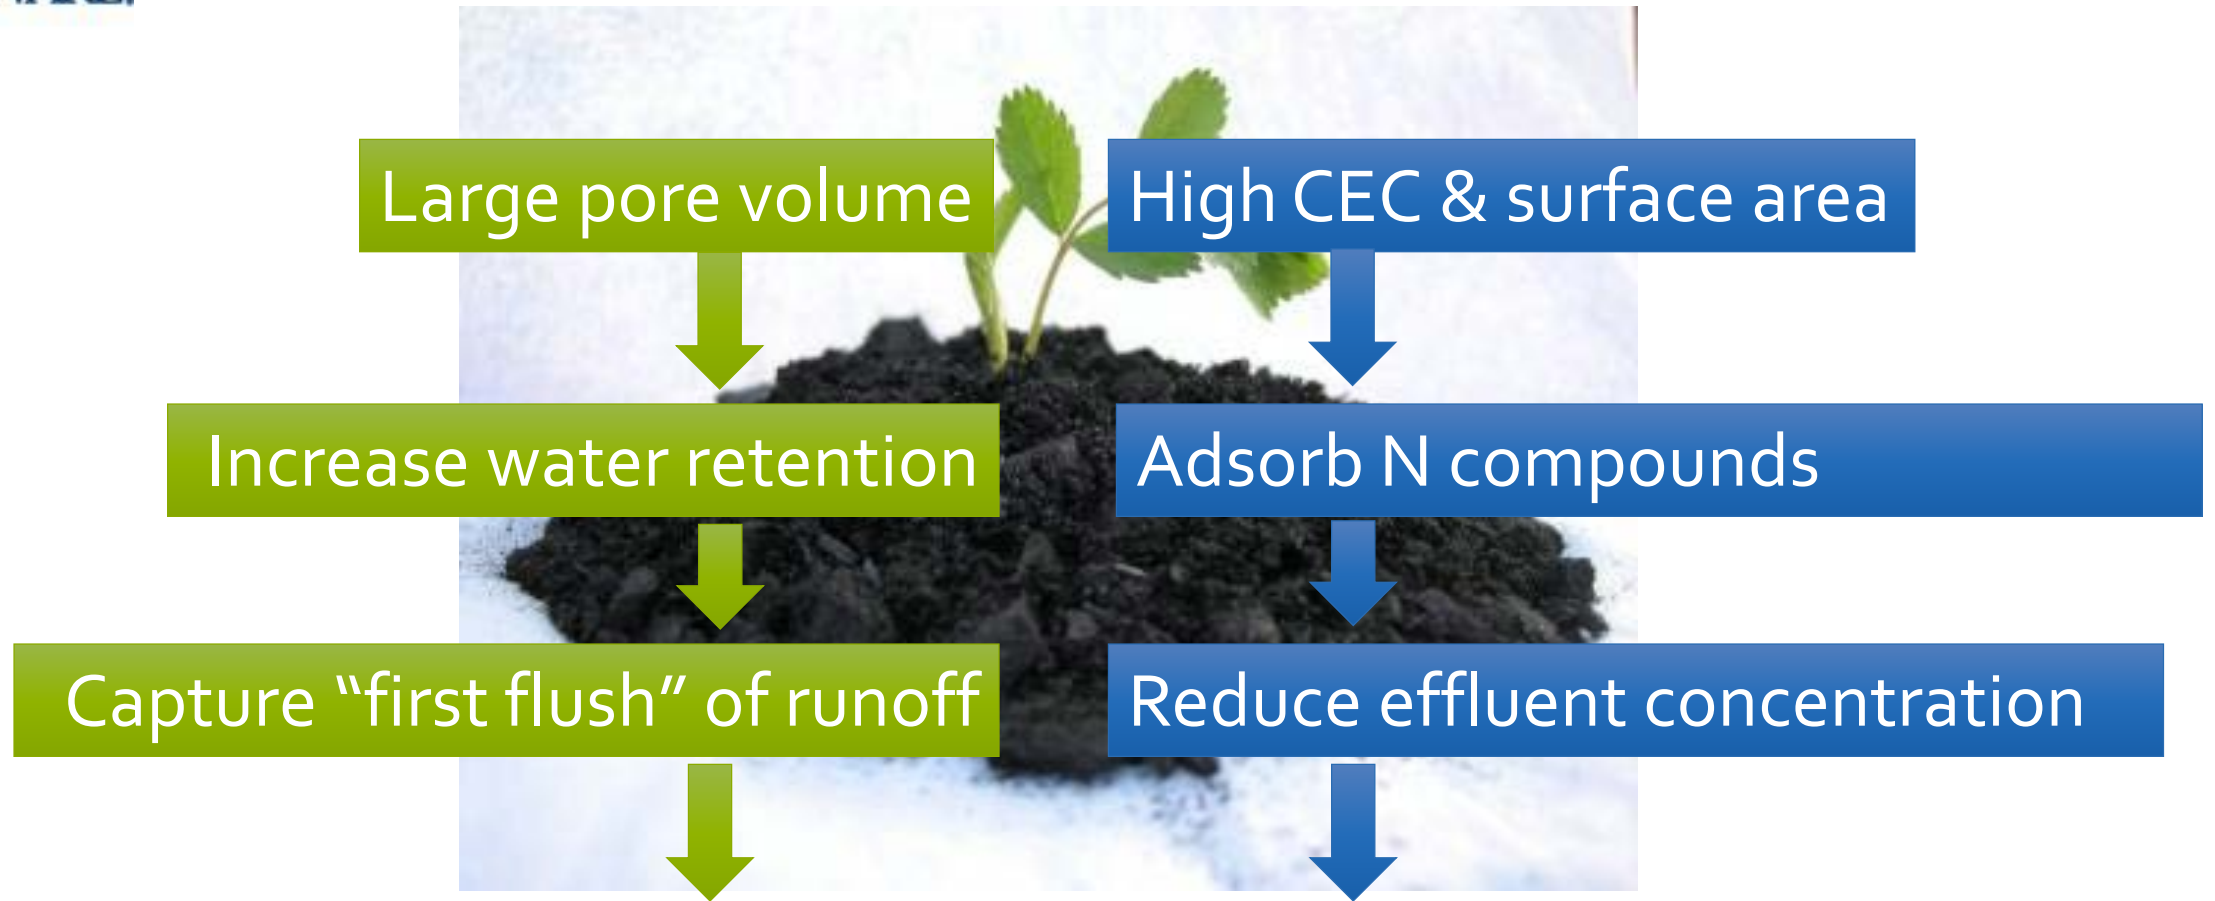 Large pore volume
High CEC & surface area
Increase water retention
Adsorb N compounds
Capture “first flush” of runoff
Reduce effluent concentration